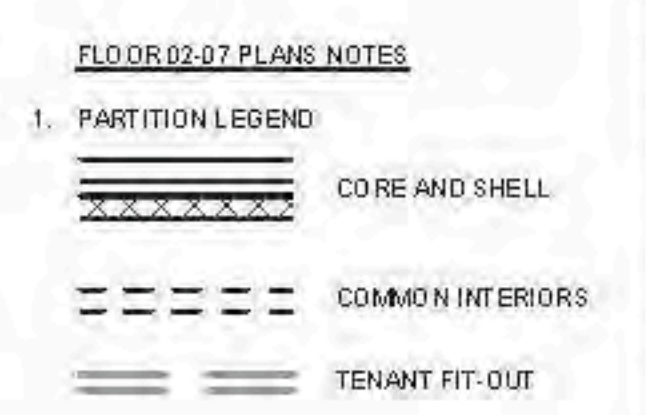 FLOOR 02-07 PLANS NOTES
1. PARTITION LEGEND
CORE AND SHELL
COMMON INTERIORS
TENANT FIT-OUT